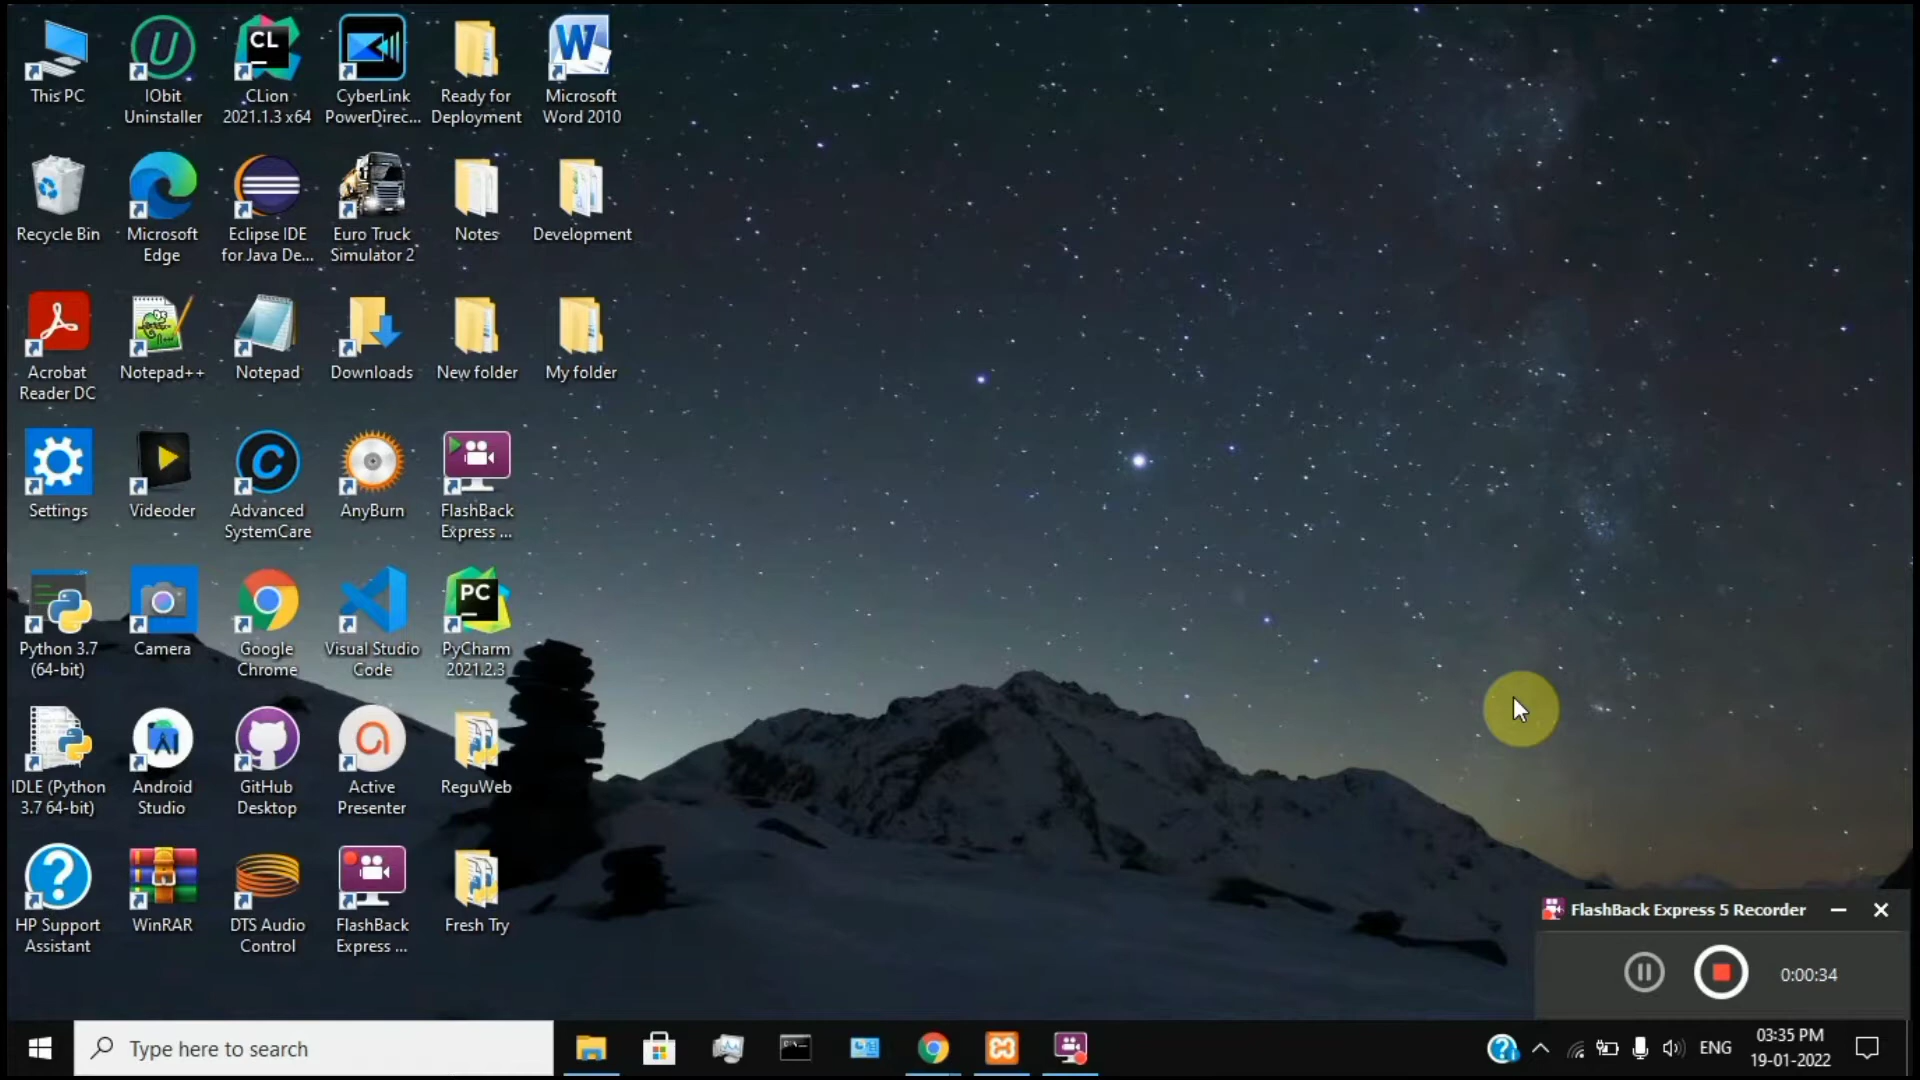 This PC
IObit
Uninstaller
CL
CLion
2021.1.3 x64
CyberLink
PowerDirec...
Ready for
Deployment
W
Microsoft
Word 2010
Recycle Bin
Microsoft
Edge
Eclipse IDE
for Java De...
Euro Truck
Simulator 2
Notes
Development
Acrobat
Reader DC
Notepad++
Notepad
Downloads
New folder
My folder
Settings
Videoder
Advanced
SystemCare
AnyBurn
FlashBack
Express ...
Python 3.7
(64-bit)
Camera
Google
Chrome
Visual Studio
Code
PC
PyCharm
2021.2.3
IDLE (Python
3.7 64-bit)
Android
Studio
GitHub
Desktop
Active
Presenter
ReguWeb
HP Support
Assistant
WinRAR
DTS Audio
Control
FlashBack
Express ...
Fresh Try
FlashBack Express 5 Recorder
0:00:34
Type here to search
ENG
03:35 PM
19-01-2022